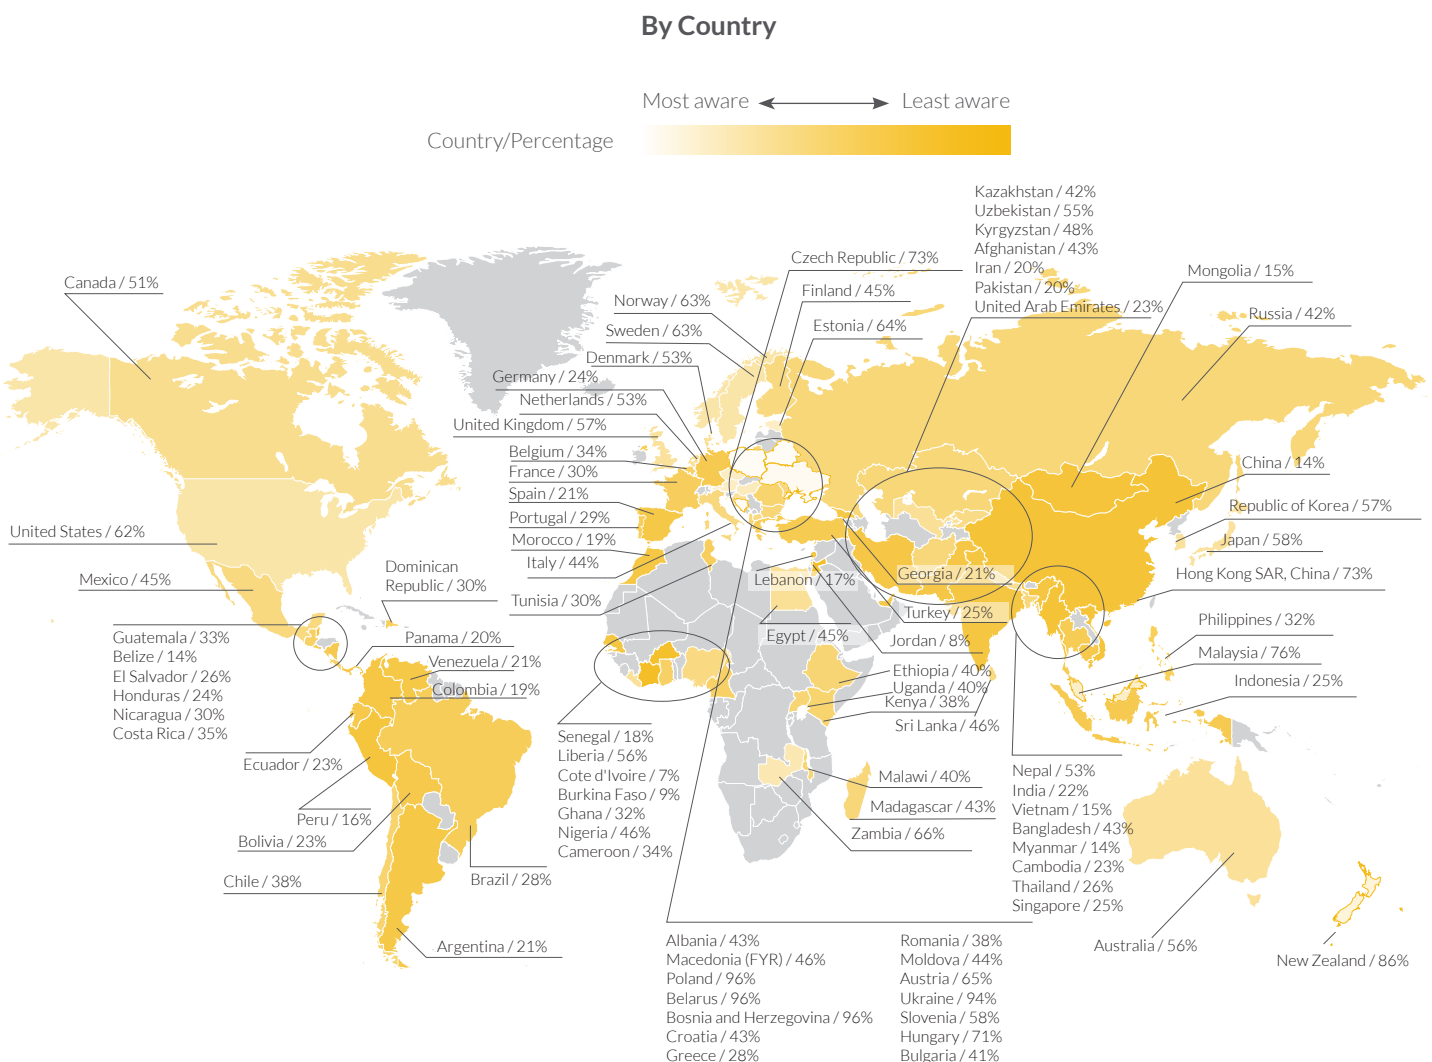 By Country
Most aware
Least aware
Country/Percentage
Kazakhstan / 42%
Uzbekistan / 55%
Kyrgyzstan / 48%
Afghanistan / 43%
Iran / 20%
Pakistan / 20%
United Arab Emirates / 23%
Czech Republic / 73%
Finland / 45%
Estonia / 64%
Mongolia / 15%
Russia / 42%
Canada / 51%
Norway / 63%
Sweden / 63%
Denmark / 53%
Germany / 24%
Netherlands / 53%
United Kingdom / 57%
Belgium / 34%
France / 30%
Spain / 21%
Portugal / 29%
Morocco / 19%
Italy / 44%
Tunisia / 30%
China / 14%
Republic of Korea / 57%
Japan / 58%
Hong Kong SAR, China / 73%
Philippines / 32%
Malaysia / 76%
Indonesia / 25%
United States / 62%
Mexico / 45%
Dominican
Republic / 30%
Guatemala / 33%
Belize / 14%
El Salvador / 26%
Honduras / 24%
Nicaragua / 30%
Costa Rica / 35%
Panama / 20%
Venezuela / 21%
Colombia / 19%
Ecuador / 23%
Peru / 16%
Bolivia / 23%
Chile / 38%
Brazil / 28%
Argentina / 21%
Lebanon / 17%
Georgia / 21%
Turkey / 25%
Egypt / 45%
Jordan / 8%
Ethiopia / 40%
Uganda / 40%
Kenya / 38%
Sri Lanka / 46%
Senegal / 18%
Liberia / 56%
Cote d'Ivoire / 7%
Burkina Faso / 9%
Ghana / 32%
Nigeria / 46%
Cameroon / 34%
Malawi / 40%
Madagascar / 43%
Zambia / 66%
Nepal / 53%
India / 22%
Vietnam / 15%
Bangladesh / 43%
Myanmar / 14%
Cambodia / 23%
Thailand / 26%
Singapore / 25%
Australia / 56%
New Zealand / 86%
Albania / 43%
Macedonia (FYR) / 46%
Poland / 96%
Belarus / 96%
Bosnia and Herzegovina / 96%
Croatia / 43%
Greece / 28%
Romania / 38%
Moldova / 44%
Austria / 65%
Ukraine / 94%
Slovenia / 58%
Hungary / 71%
Bulgaria / 41%